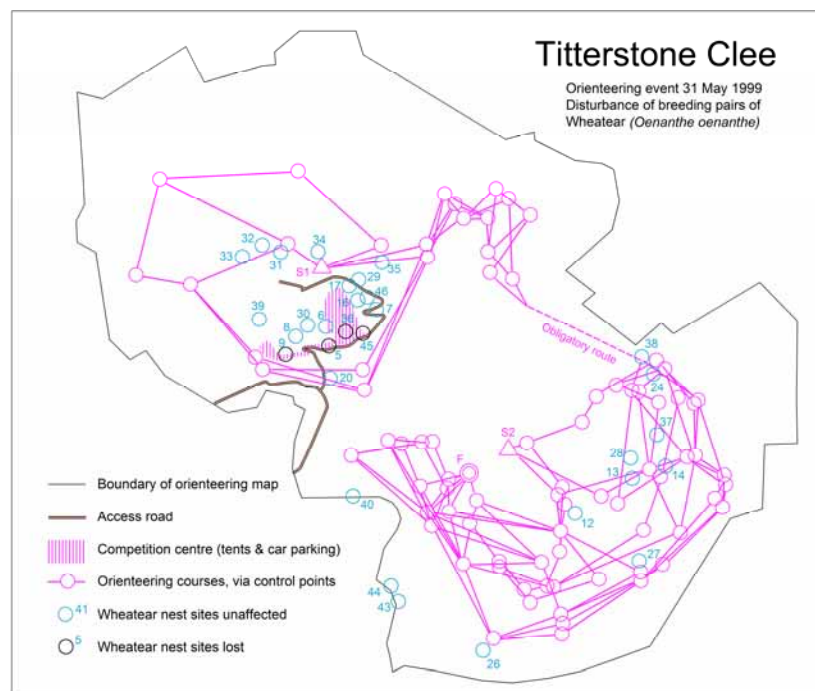 Titterstone Clee
Orienteering event 31 May 1999
Disturbance of breeding pairs of
Wheatear (Oenanthe oenanthe)
32
34
33
31
S1
35
29
17
46
16
7
39
30
6
36
8
9
5
45
20
Obligatory route
38
24
37
S2
28
F
13
14
40
12
27
44
43
26
Boundary of orienteering map
Access road
Competition centre (tents & car parking)
Orienteering courses, via control points
41
Wheatear nest sites unaffected
5
Wheatear nest sites lost